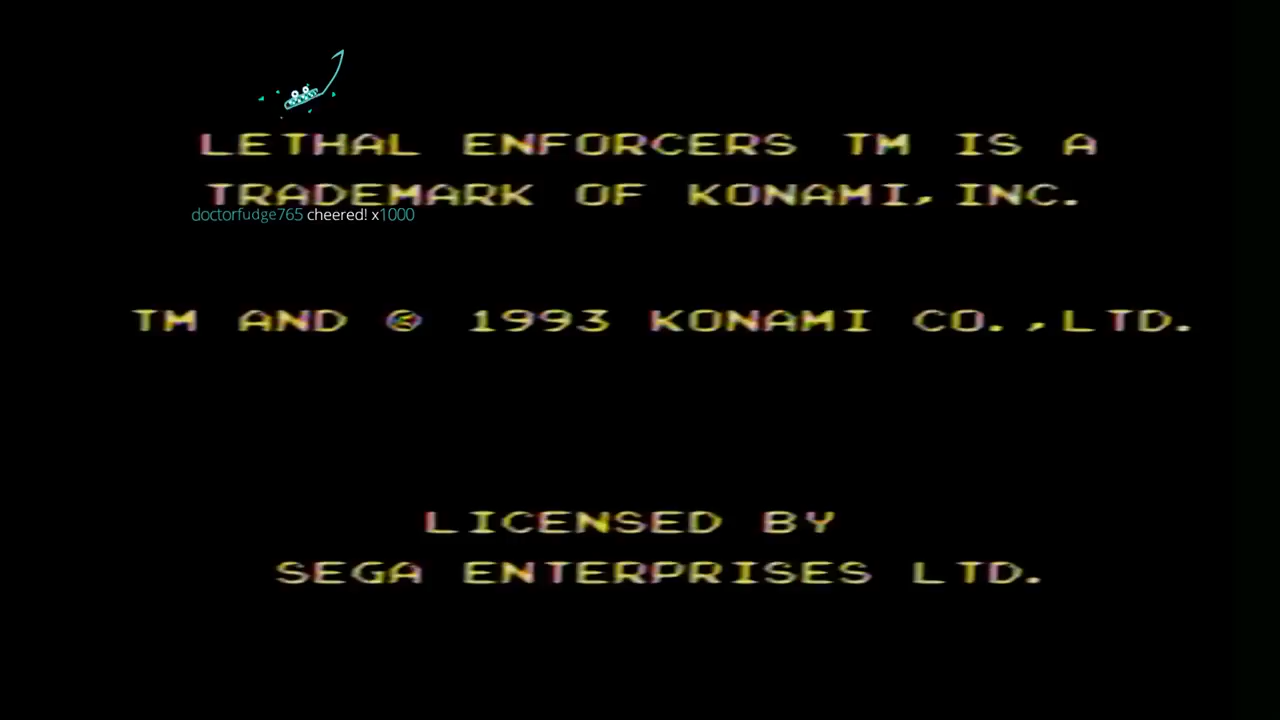 LETHAL ENFORCERS TM IS A
TRADEMARK OF KONAMI, INC.
doctorfudge765 cheered! x1000
TM AND © 1993 KONAMI CO.,LTD.
LICENSED BY
SEGA ENTERPRISES LTD.